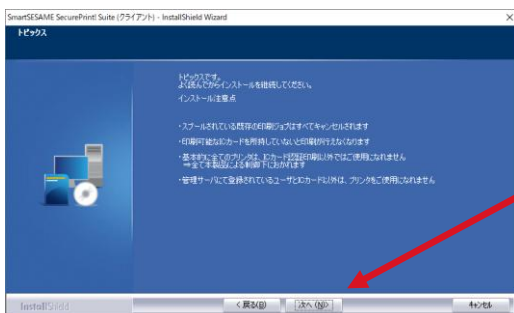 SmartSESAME SecurePrint! Suite (クライアント) - InstallShield Wizard
トピックス
トピックスです。
よく読んでからインストールを継続してください。
インストール注意点
・スプールされている既存の印刷ジョブはすべてキャンセルされます
・印刷可能なICカードを所持していないと印刷が行えなくなります
・基本的に全てのプリンタは、ICカード認証印刷以外ではご使用になれません
⇒全て本製品による制御下におかれます
・管理サーバにて登録されているユーザとICカード以外は、プリンタをご使用になれません
InstallShield
< 戻る(B)
次へ (N)>
キャンセル